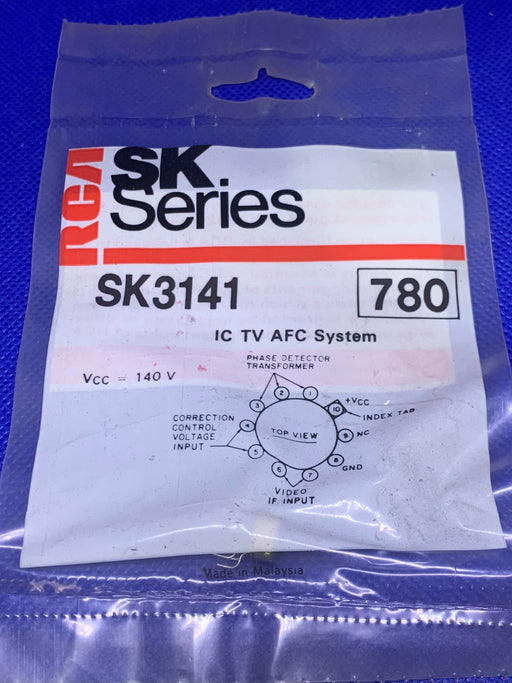 RCA
SK
Series
SK3141
780
IC TV AFC System
Vcc = 140 V
PHASE DETECTOR
TRANSFORMER
3 2 1
+VCC
10
INDEX TAB
CORRECTION
CONTROL
VOLTAGE
INPUT
4
TOP VIEW
9 NC
5
8
GND
6 7
VIDEO
IF INPUT
Made in Malaysia